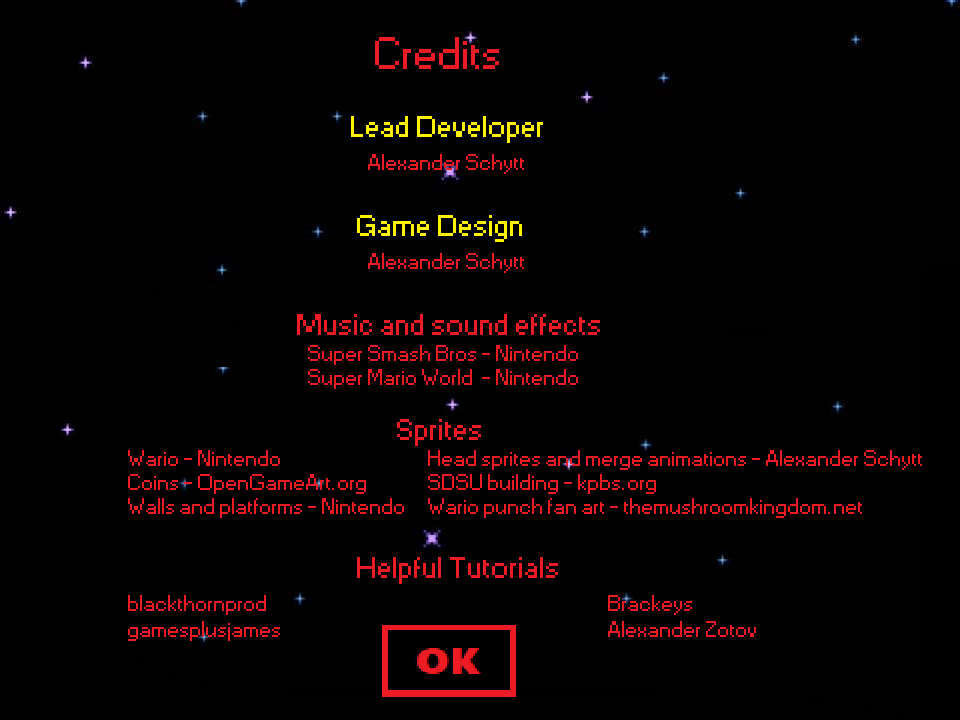 Credits
Lead Developer
Alexander Schytt
Game Design
Alexander Schytt
Music and sound effects
Super Smash Bros - Nintendo
Super Mario World - Nintendo
Sprites
Wario - Nintendo
Coins - OpenGameArt.org
Walls and platforms - Nintendo
Head sprites and merge animations - Alexander Schytt
SDSU building - kpbs.org
Wario punch fan art - themushroomkingdom.net
Helpful Tutorials
blackthornprod
gamesplusjames
Brackeys
Alexander Zotov
OK